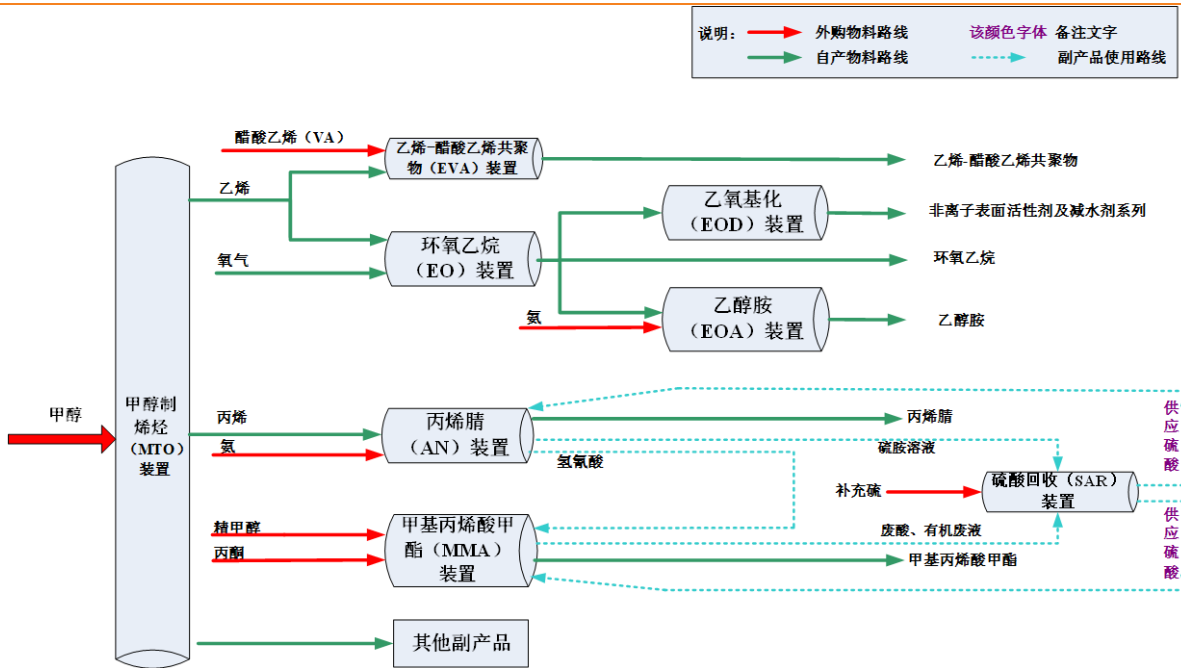 说明：
外购物料路线
该颜色字体 备注文字
自产物料路线
副产品使用路线
醋酸乙烯（VA）
乙烯-醋酸乙烯共聚
物（EVA）装置
乙烯-醋酸乙烯共聚物
乙烯
乙氧基化
（EOD）装置
非离子表面活性剂及减水剂系列
环氧乙烷
（EO）装置
氧气
环氧乙烷
氨
乙醇胺
（EOA）装置
乙醇胺
甲醇
甲醇制
烯烃
（MTO）
装置
丙烯
氨
丙烯腈
（AN）装置
丙烯腈
硫胺溶液
氢氰酸
供
应
硫
酸
补充硫
硫酸回收（SAR）
装置
精甲醇
丙酮
甲基丙烯酸甲
酯（MMA）
装置
废酸、有机废液
甲基丙烯酸甲酯
供
应
硫
酸
其他副产品